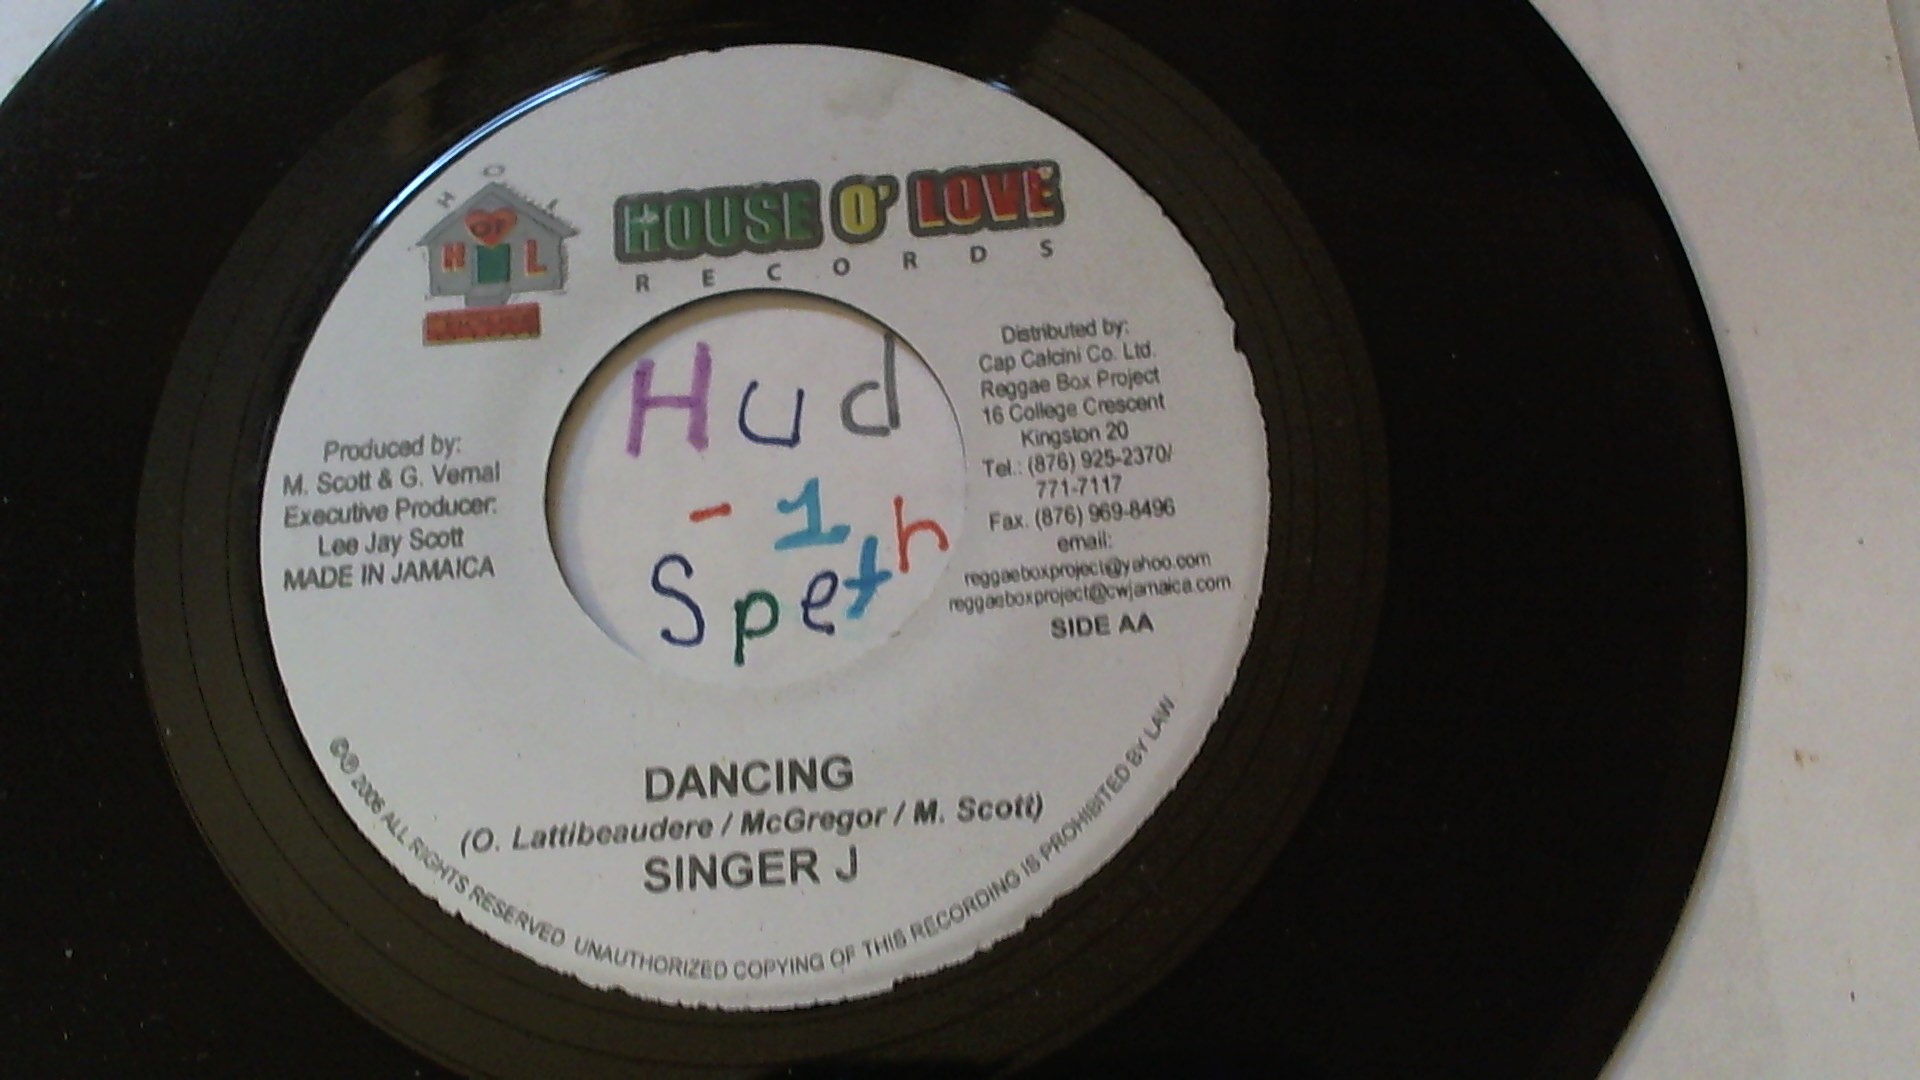 HOUSE O' LOVE
RECORDS
H O L
OF
H L
Produced by:
M. Scott & G. Vernal
Executive Producer:
Lee Jay Scott
MADE IN JAMAICA
Hud
- 1
Speth
Distributed by:
Cap Calcini Co. Ltd.
Reggae Box Project
16 College Crescent
Kingston 20
Tel.: (876) 925-2370/
771-7117
Fax. (876) 969-8496
email:
reggaeboxproject@yahoo.com
reggaeboxproject@cwjamaica.com
SIDE AA
DANCING
(O. Lattibeaudere / McGregor / M. Scott)
SINGER J
©℗ 2006 ALL RIGHTS RESERVED UNAUTHORIZED COPYING OF THIS RECORDING IS PROHIBITED BY LAW